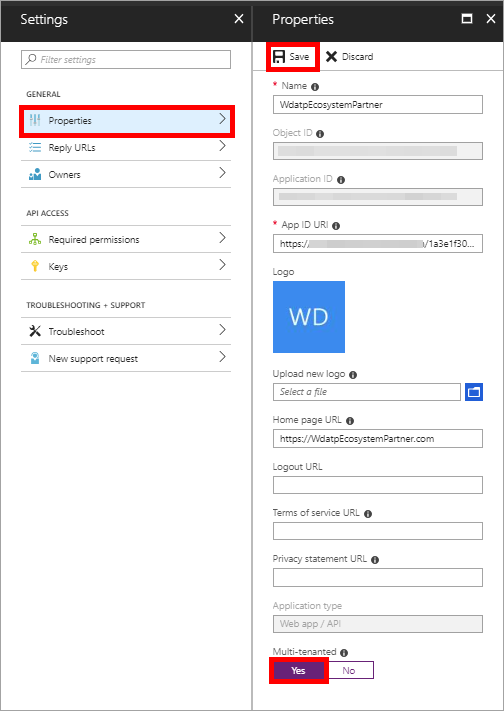 Settings
Filter settings
GENERAL
Properties
Reply URLs
Owners
API ACCESS
Required permissions
Keys
TROUBLESHOOTING + SUPPORT
Troubleshoot
New support request
Properties
Save Discard
* Name
WdatpEcosystemPartner
Object ID
Application ID
* App ID URI
https:/ /1a3e1f30...
Logo
WD
Upload new logo
Select a file
Home page URL
https://WdatpEcosystemPartner.com
Logout URL
Terms of service URL
Privacy statement URL
Application type
Web app / API
Multi-tenanted
Yes No